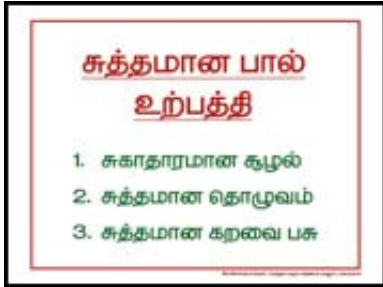 சுத்தமான பால்
உற்பத்தி
1. சுகாதாரமான சூழல்
2. சுத்தமான தொழுவம்
3. சுத்தமான கறவை பசு